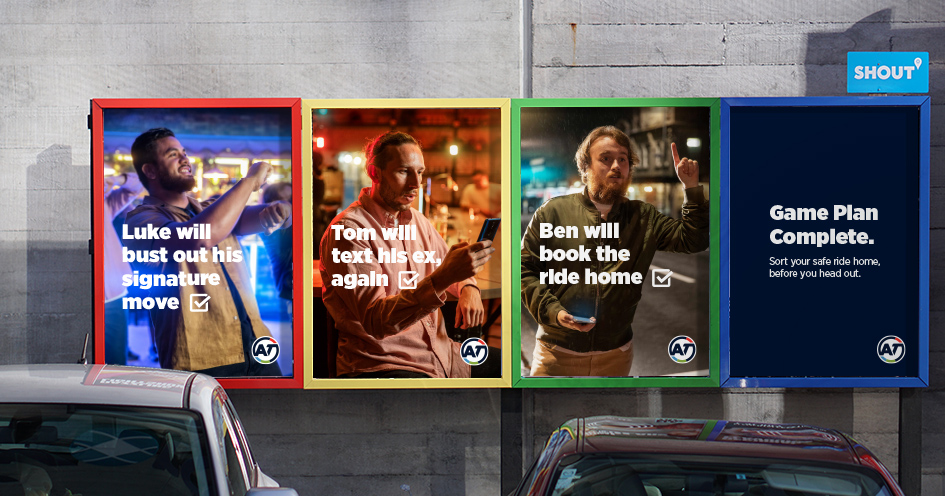 SHOUT
Luke will
bust out his
signature
move
AT
Tom will
text his ex,
again
AT
Ben will
book the
ride home
AT
Game Plan
Complete.
Sort your safe ride home,
before you head out.
AT